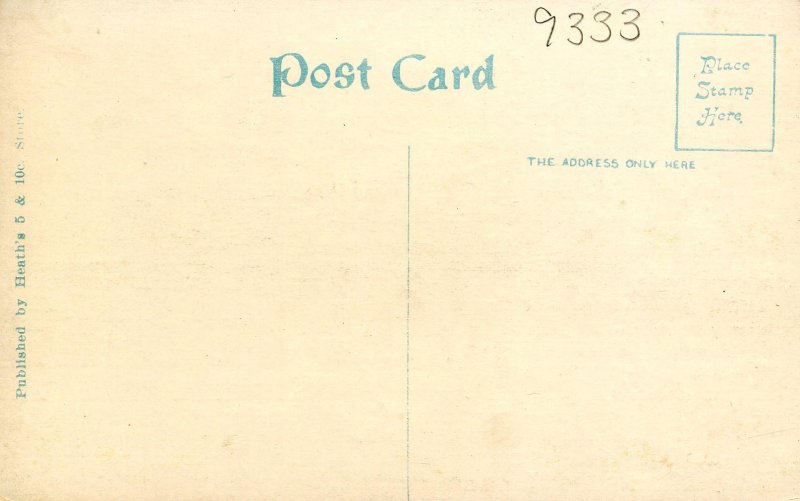 9333
Post Card
Place
Stamp
Here
THE ADDRESS ONLY HERE
Published by Heath's 5 & 10c. Store.